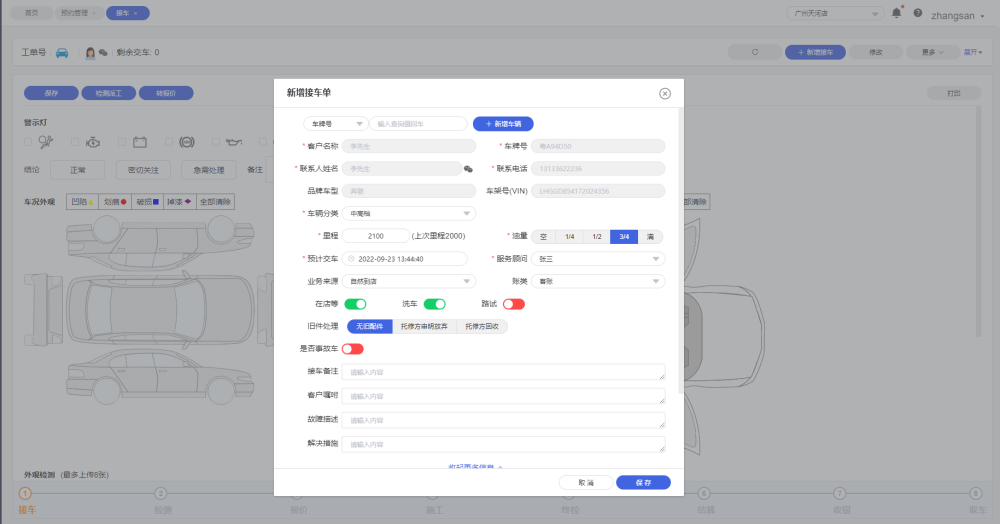 首页 预约管理 × 接车 ×
广州天河店 zhangsan
工单号 剩余交车: 0
+ 新增接车 修改 更多 展开
保存 检测派工 转报价 打印
警示灯
结论 正常 密切关注 急需处理 备注
车况外观 凹陷 划痕 破损 掉漆 全部清除
部清除
新增接车单
车牌号 输入查询摄回车 + 新增车辆
* 客户名称 李先生 * 车牌号 粤A94D50
* 联系人姓名 李先生 * 联系电话 13133622236
品牌车型 奔驰 车架号(VIN) LHGGD854172024356
* 车辆分类 中高档
* 里程 2100 (上次里程2000) * 油量 空 1/4 1/2 3/4 满
* 预计交车 2022-09-23 13:44:40 * 服务顾问 张三
业务来源 自然到店 账类 客账
在店等 洗车 路试
旧件处理 无旧配件 托修方申明放弃 托修方回收
是否事故车
接车备注 请输入内容
客户嘱咐 请输入内容
故障描述 请输入内容
解决措施 请输入内容
收起更多信息
取 消 保 存
外观检测 (最多上传6张)
1 2 6 7 8
接车 检测 报价 施工 终检 结算 收银 取车